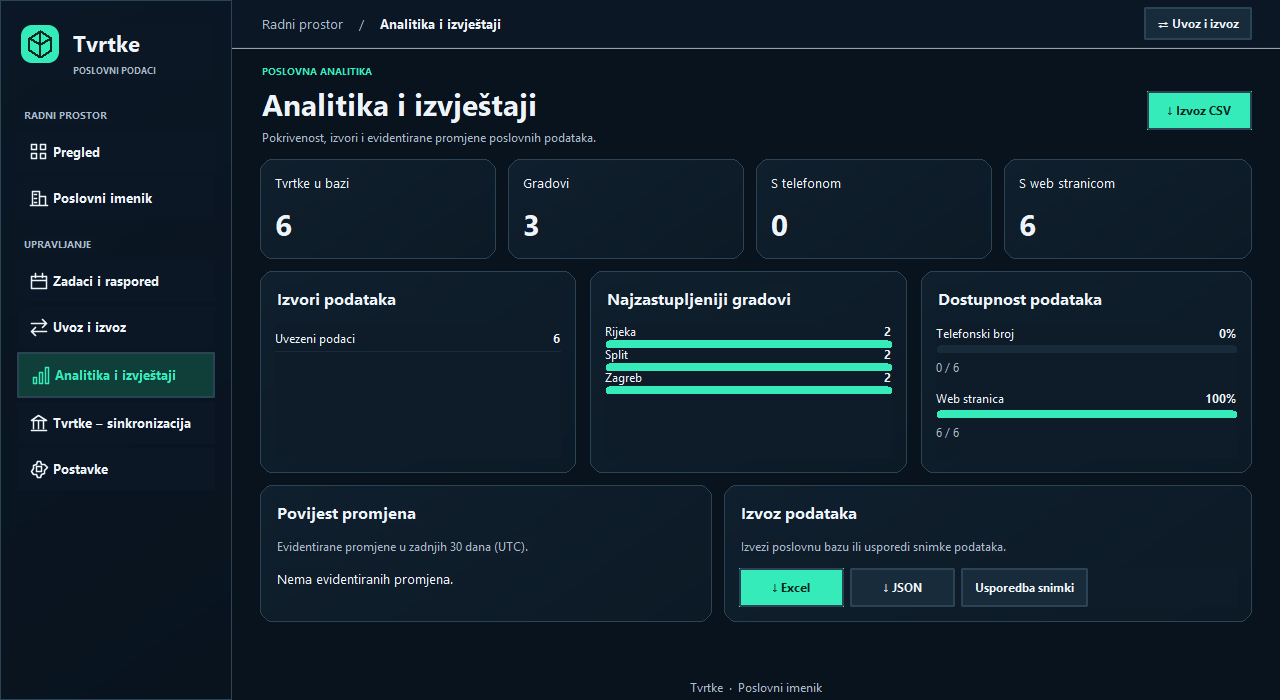 Tvrtke
POSLOVNI PODACI
RADNI PROSTOR
Pregled
Poslovni imenik
UPRAVLJANJE
Zadaci i raspored
Uvoz i izvoz
Analitika i izvještaji
Tvrtke – sinkronizacija
Postavke
Radni prostor / Analitika i izvještaji
⇄ Uvoz i izvoz
POSLOVNA ANALITIKA
Analitika i izvještaji
Pokrivenost, izvori i evidentirane promjene poslovnih podataka.
↓ Izvoz CSV
Tvrtke u bazi
6
Gradovi
3
S telefonom
0
S web stranicom
6
Izvori podataka
Uvezeni podaci 6
Najzastupljeniji gradovi
Rijeka 2
Split 2
Zagreb 2
Dostupnost podataka
Telefonski broj 0%
0 / 6
Web stranica 100%
6 / 6
Povijest promjena
Evidentirane promjene u zadnjih 30 dana (UTC).
Nema evidentiranih promjena.
Izvoz podataka
Izvezi poslovnu bazu ili usporedi snimke podataka.
↓ Excel
↓ JSON
Usporedba snimki
Tvrtke · Poslovni imenik